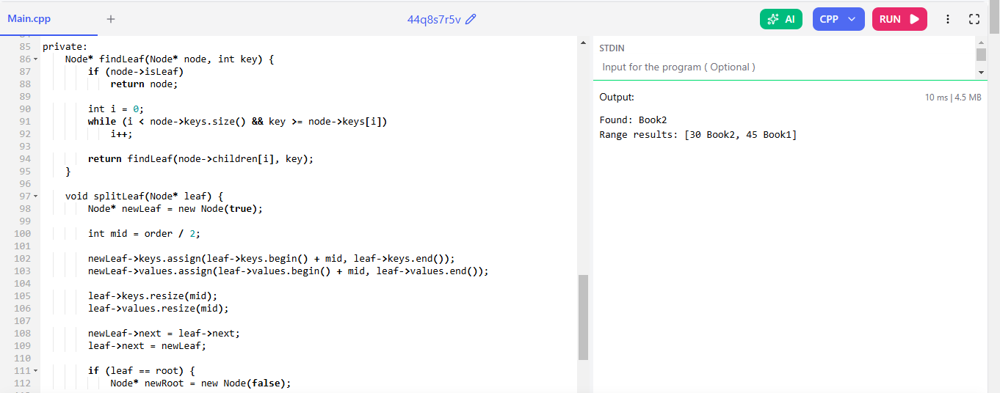 Main.cpp
+
44q8s7r5v
AI
CPP
RUN
85 private:
86 Node* findLeaf(Node* node, int key) {
87 if (node->isLeaf)
88 return node;
89
90 int i = 0;
91 while (i < node->keys.size() && key >= node->keys[i])
92 i++;
93
94 return findLeaf(node->children[i], key);
95 }
96
97 void splitLeaf(Node* leaf) {
98 Node* newLeaf = new Node(true);
99
100 int mid = order / 2;
101
102 newLeaf->keys.assign(leaf->keys.begin() + mid, leaf->keys.end());
103 newLeaf->values.assign(leaf->values.begin() + mid, leaf->values.end());
104
105 leaf->keys.resize(mid);
106 leaf->values.resize(mid);
107
108 newLeaf->next = leaf->next;
109 leaf->next = newLeaf;
110
111 if (leaf == root) {
112 Node* newRoot = new Node(false);
STDIN
Input for the program ( Optional )
Output:
10 ms | 4.5 MB
Found: Book2
Range results: [30 Book2, 45 Book1]